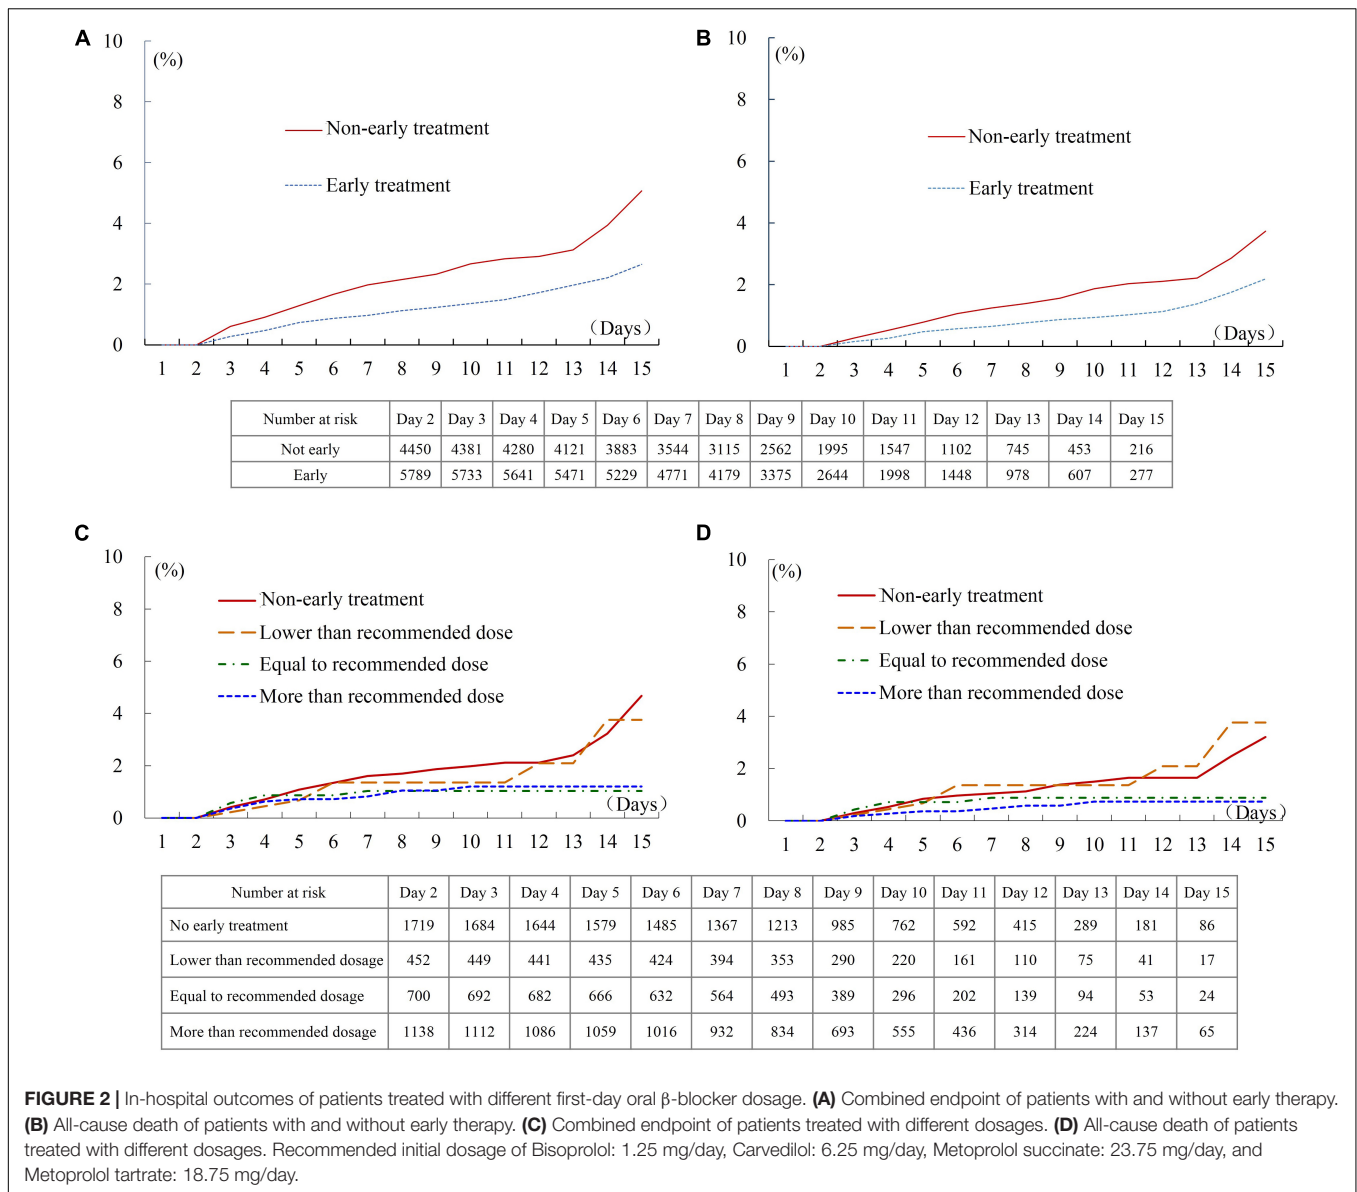 A
10
(%)
8
Non-early treatment
6
Early treatment
4
2
(Days)
0
1 2 3 4 5 6 7 8 9 10 11 12 13 14 15
B
10
(%)
8
Non-early treatment
6
Early treatment
4
2
(Days)
0
1 2 3 4 5 6 7 8 9 10 11 12 13 14 15
Number at risk Day 2 Day 3 Day 4 Day 5 Day 6 Day 7 Day 8 Day 9 Day 10 Day 11 Day 12 Day 13 Day 14 Day 15
Not early 4450 4381 4280 4121 3883 3544 3115 2562 1995 1547 1102 745 453 216
Early 5789 5733 5641 5471 5229 4771 4179 3375 2644 1998 1448 978 607 277
C
10
(%)
8
Non-early treatment
Lower than recommended dose
6
Equal to recommended dose
More than recommended dose
4
2
(Days)
0
1 2 3 4 5 6 7 8 9 10 11 12 13 14 15
D
10
(%)
8
Non-early treatment
Lower than recommended dose
6
Equal to recommended dose
More than recommended dose
4
2
(Days)
0
1 2 3 4 5 6 7 8 9 10 11 12 13 14 15
Number at risk Day 2 Day 3 Day 4 Day 5 Day 6 Day 7 Day 8 Day 9 Day 10 Day 11 Day 12 Day 13 Day 14 Day 15
No early treatment 1719 1684 1644 1579 1485 1367 1213 985 762 592 415 289 181 86
Lower than recommended dosage 452 449 441 435 424 394 353 290 220 161 110 75 41 17
Equal to recommended dosage 700 692 682 666 632 564 493 389 296 202 139 94 53 24
More than recommended dosage 1138 1112 1086 1059 1016 932 834 693 555 436 314 224 137 65
FIGURE 2 | In-hospital outcomes of patients treated with different first-day oral β-blocker dosage. (A) Combined endpoint of patients with and without early therapy.
(B) All-cause death of patients with and without early therapy. (C) Combined endpoint of patients treated with different dosages. (D) All-cause death of patients
treated with different dosages. Recommended initial dosage of Bisoprolol: 1.25 mg/day, Carvedilol: 6.25 mg/day, Metoprolol succinate: 23.75 mg/day, and
Metoprolol tartrate: 18.75 mg/day.